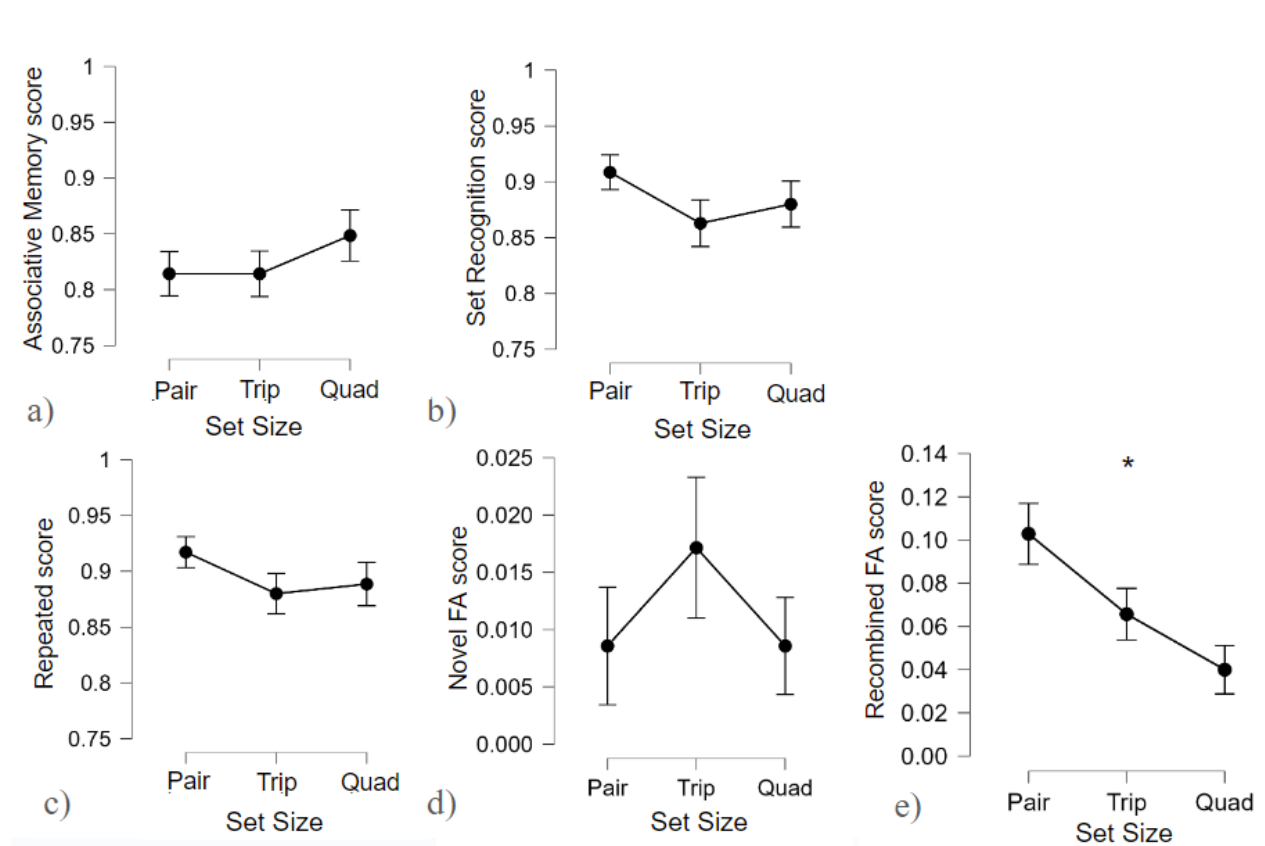 Associative Memory score
1
0.95
0.9
0.85
0.8
0.75
Pair Trip Quad
a)
Set Size
Set Recognition score
1
0.95
0.9
0.85
0.8
0.75
Pair Trip Quad
b)
Set Size
Repeated score
1
0.95
0.9
0.85
0.8
0.75
Pair Trip Quad
c)
Set Size
Novel FA score
0.025
0.020
0.015
0.010
0.005
0.000
Pair Trip Quad
d)
Set Size
Recombined FA score
0.14
*
0.12
0.10
0.08
0.06
0.04
0.02
0.00
Pair Trip Quad
e)
Set Size